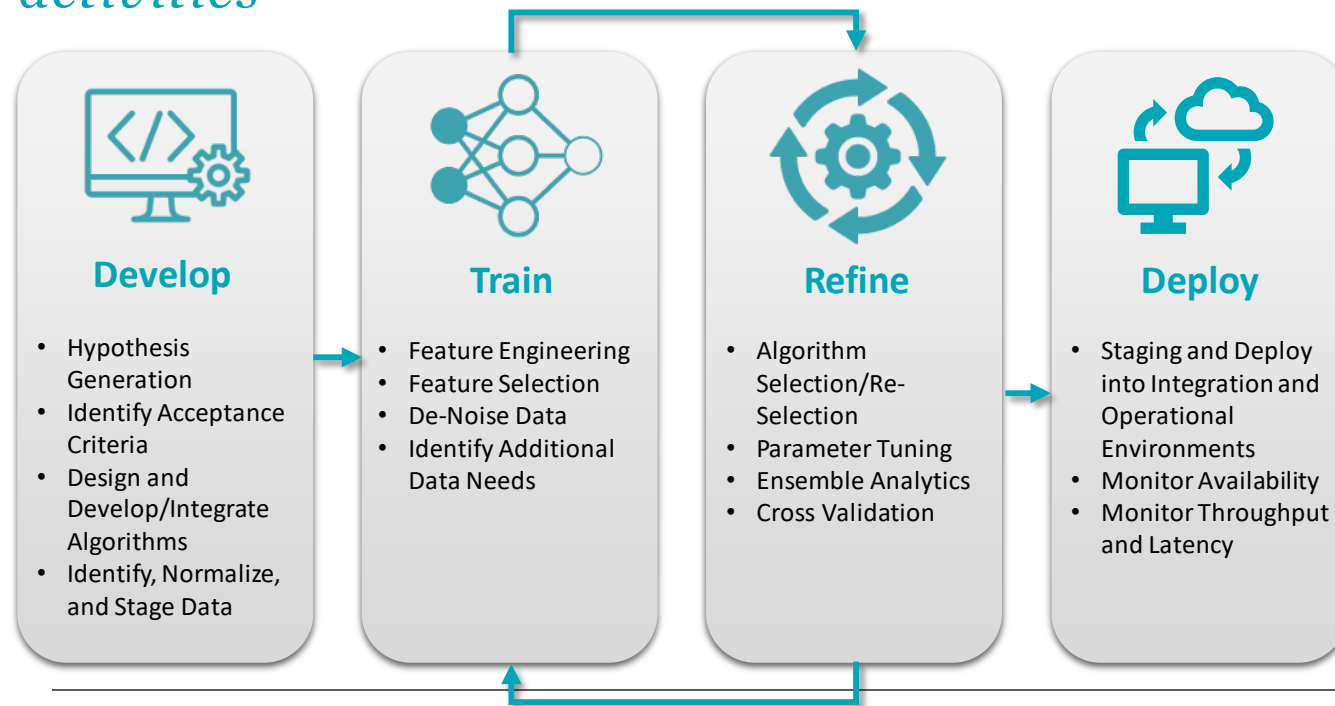 activities
Develop
• Hypothesis
Generation
• Identify Acceptance
Criteria
• Design and
Develop/Integrate
Algorithms
• Identify, Normalize,
and Stage Data
Train
• Feature Engineering
• Feature Selection
• De-Noise Data
• Identify Additional
Data Needs
Refine
• Algorithm
Selection/Re-
Selection
• Parameter Tuning
• Ensemble Analytics
• Cross Validation
Deploy
• Staging and Deploy
into Integration and
Operational
Environments
• Monitor Availability
• Monitor Throughput
and Latency